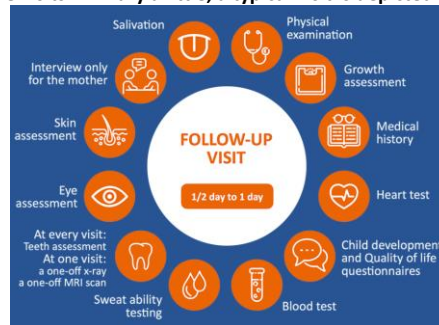 Salivation
Physical
examination
Interview only
for the mother
Growth
assessment
Skin
assessment
FOLLOW-UP
VISIT
1/2 day to 1 day
Medical
history
Eye
assessment
Heart test
At every visit:
Teeth assessment
At one visit:
a one-off x-ray
a one-off MRI scan
Child development
and Quality of life
questionnaires
Sweat ability
testing
Blood test